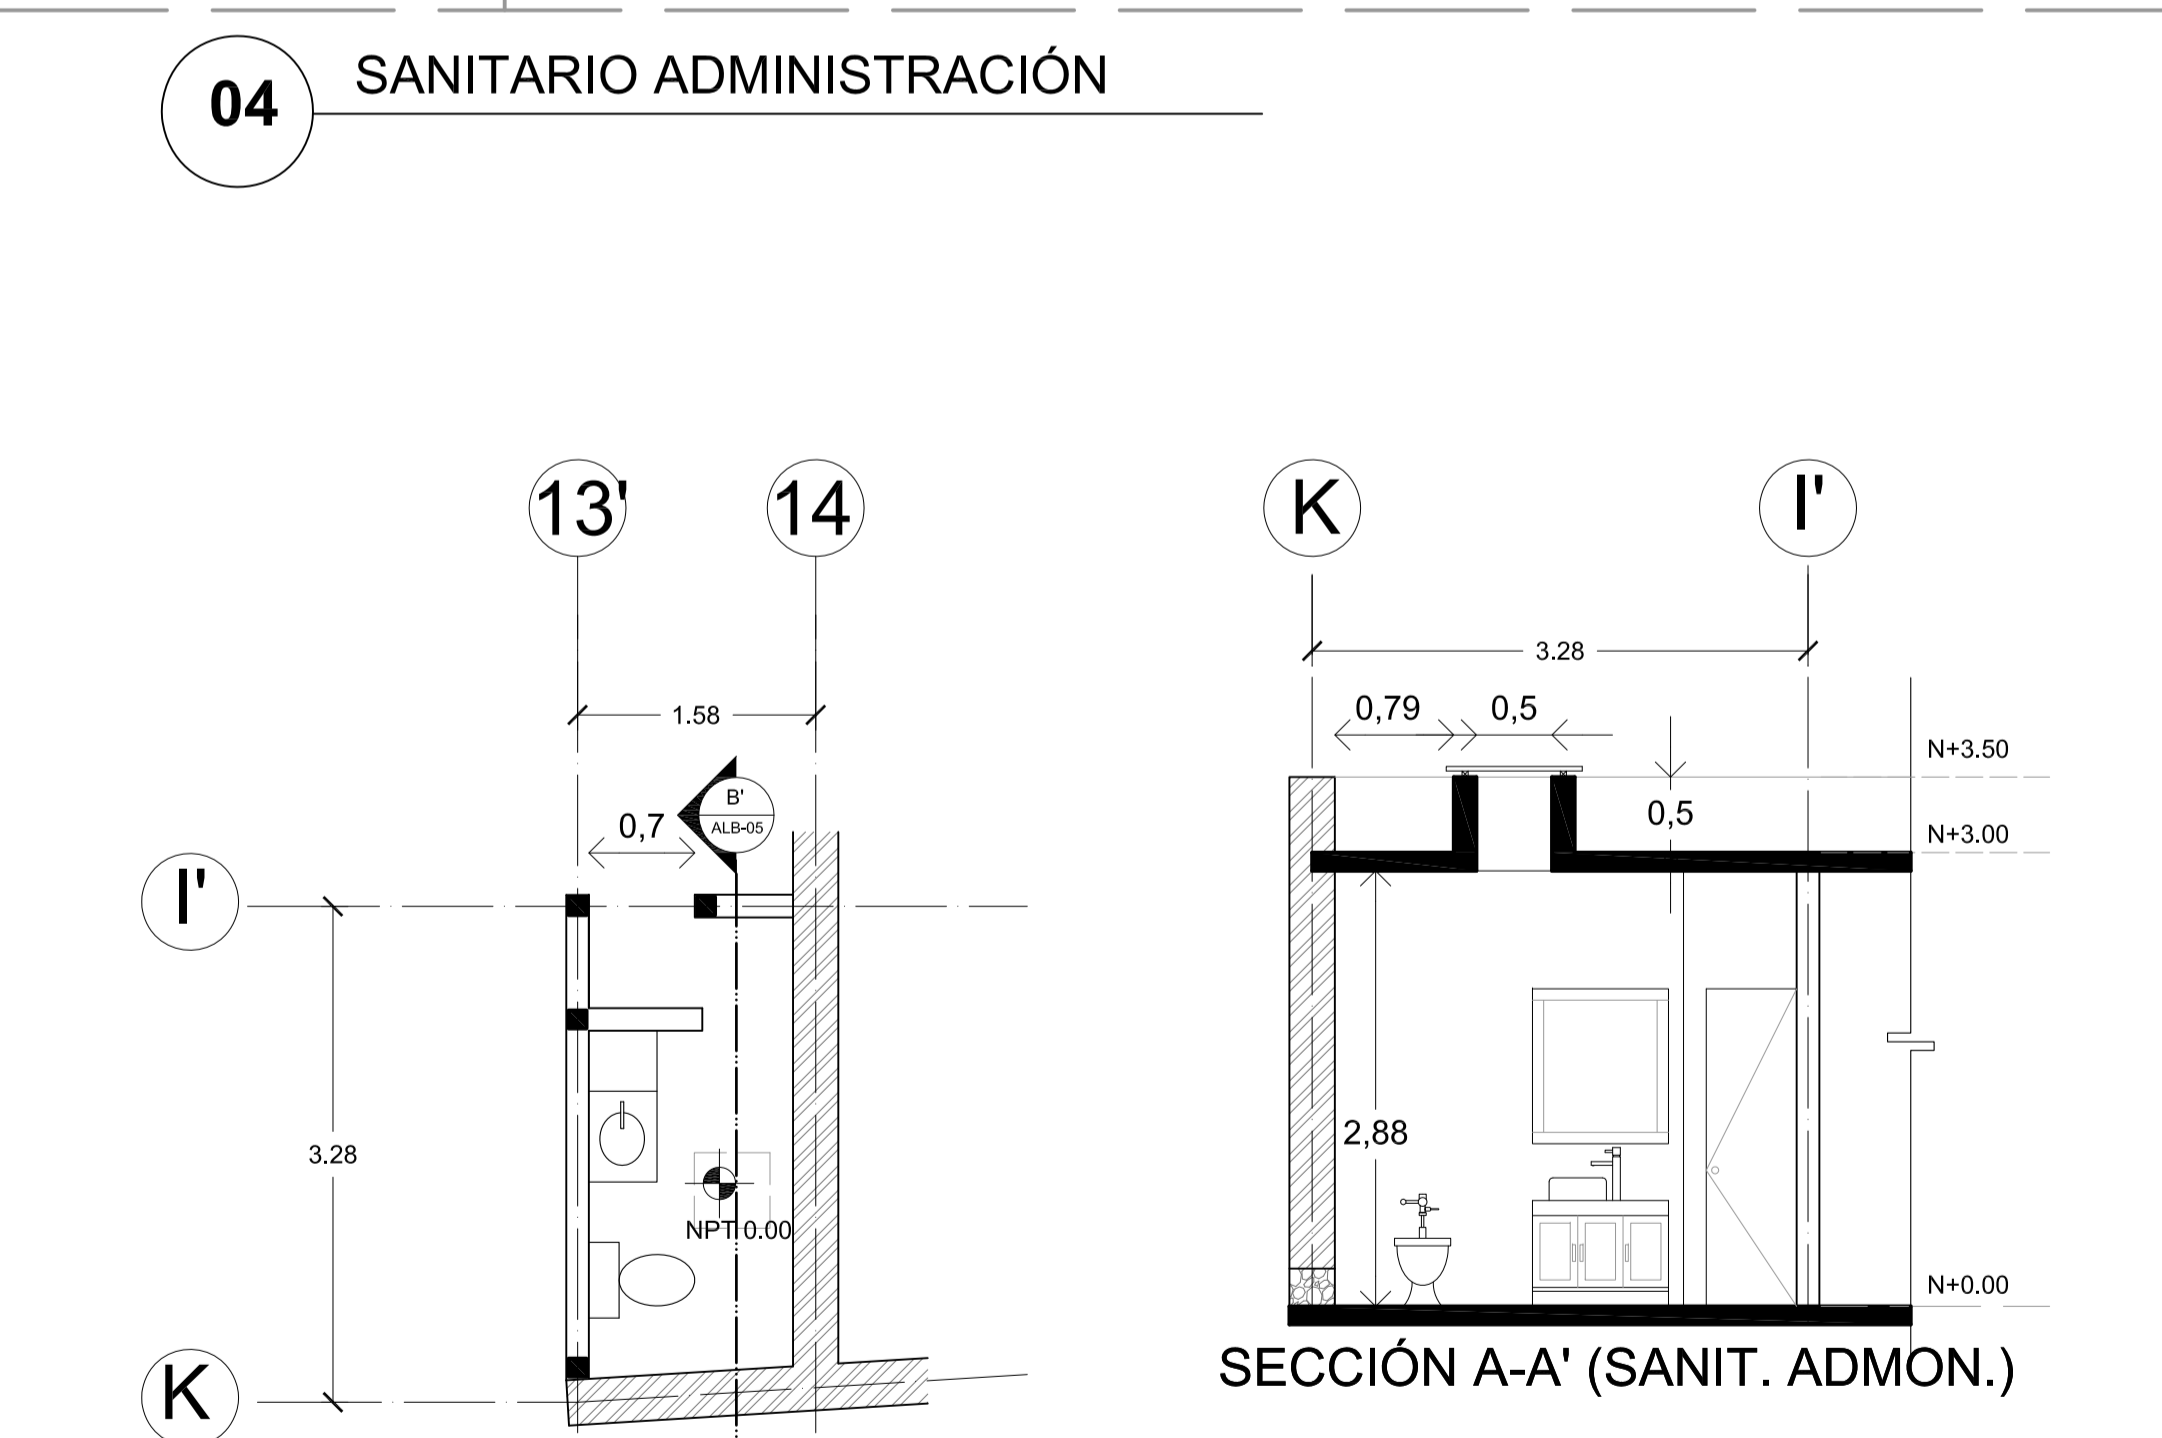 04
SANITARIO ADMINISTRACIÓN
13'
14
K
I'
3.28
1.58
0,79
0,5
N+3.50
B'
ALB-05
0,7
0,5
N+3.00
I'
2,88
3.28
NPT 0.00
N+0.00
K
SECCIÓN A-A' (SANIT. ADMON.)